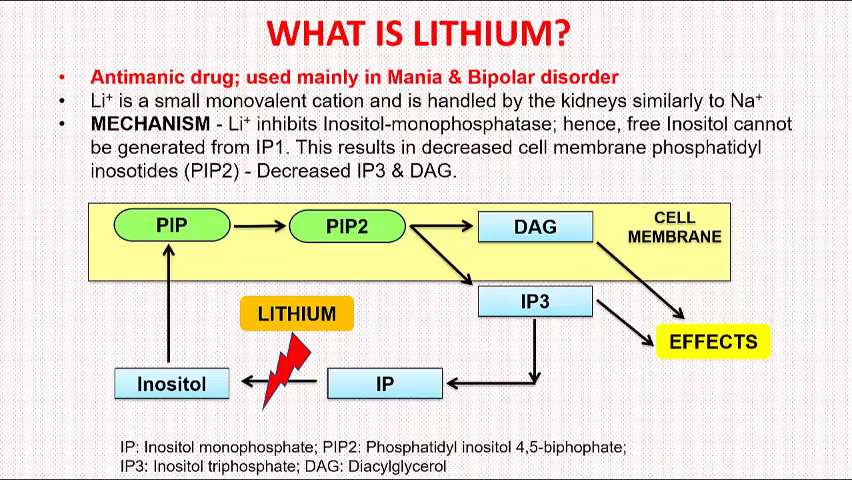 WHAT IS LITHIUM?
• Antimanic drug; used mainly in Mania & Bipolar disorder
• Li⁺ is a small monovalent cation and is handled by the kidneys similarly to Na⁺
• MECHANISM - Li⁺ inhibits Inositol-monophosphatase; hence, free Inositol cannot
be generated from IP1. This results in decreased cell membrane phosphatidyl
inosotides (PIP2) - Decreased IP3 & DAG.
PIP
PIP2
DAG
CELL
MEMBRANE
IP3
LITHIUM
EFFECTS
Inositol
IP
IP: Inositol monophosphate; PIP2: Phosphatidyl inositol 4,5-biphophate;
IP3: Inositol triphosphate; DAG: Diacylglycerol